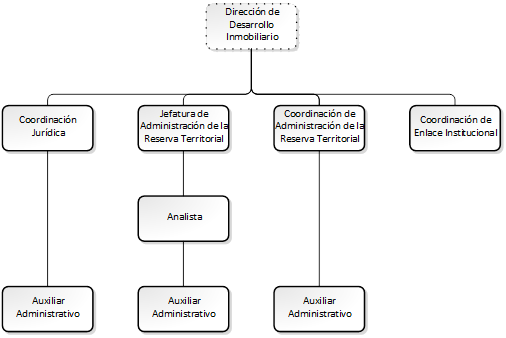 Dirección de
Desarrollo
Inmobiliario
Coordinación
Jurídica
Jefatura de
Administración de la
Reserva Territorial
Coordinación de
Administración de la
Reserva Territorial
Coordinación de
Enlace Institucional
Analista
Auxiliar
Administrativo
Auxiliar
Administrativo
Auxiliar
Administrativo